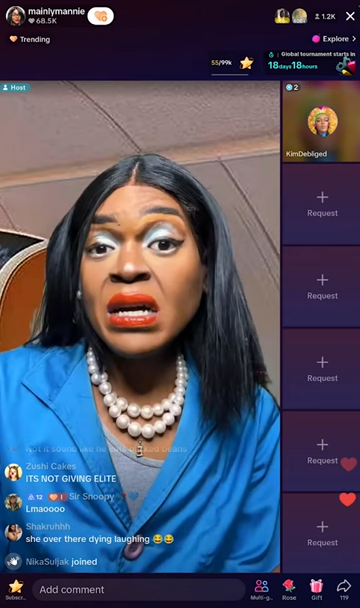 mainlymannie
68.5K
1.2K
Trending
Explore >
55/99k
Global tournament starts in
18days18hours
Host
2
KimDebliged
Request
Request
Request
Request
Request
Zushi Cakes
ITS NOT GIVING ELITE
12 Sir Snoopy
Lmaoooo
Shakruhhh
she over there dying laughing 😂😂
NikaSuljak joined
Subscr...
Add comment
Multi-g...
Rose
Gift
119